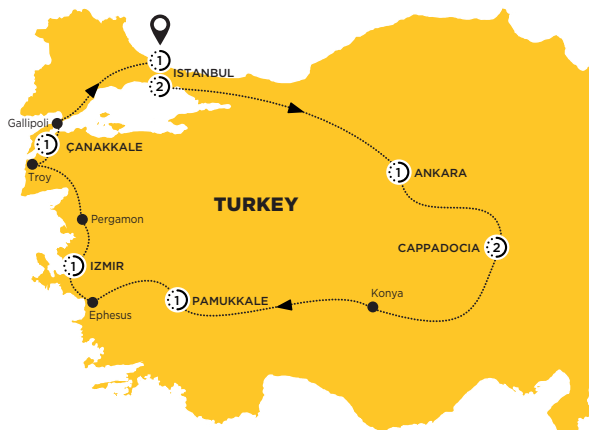 1
ISTANBUL
2
Gallipoli
1
ÇANAKKALE
Troy
1
ANKARA
TURKEY
Pergamon
CAPPADOCIA
2
1
IZMIR
Konya
1
PAMUKKALE
Ephesus